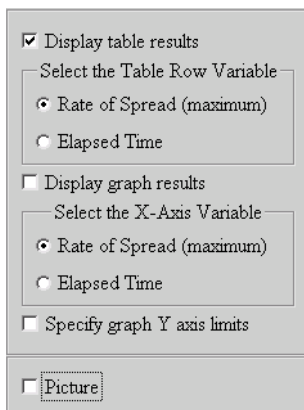 Display table results
Select the Table Row Variable
Rate of Spread (maximum)
Elapsed Time
Display graph results
Select the X-Axis Variable
Rate of Spread (maximum)
Elapsed Time
Specify graph Y axis limits
Picture